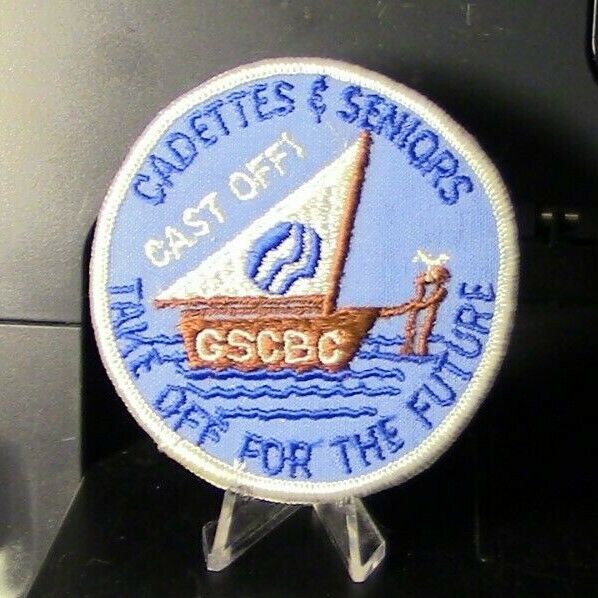 CADETTES & SENIORS
CAST OFF!
GSCBC
TAKE OFF FOR THE FUTURE